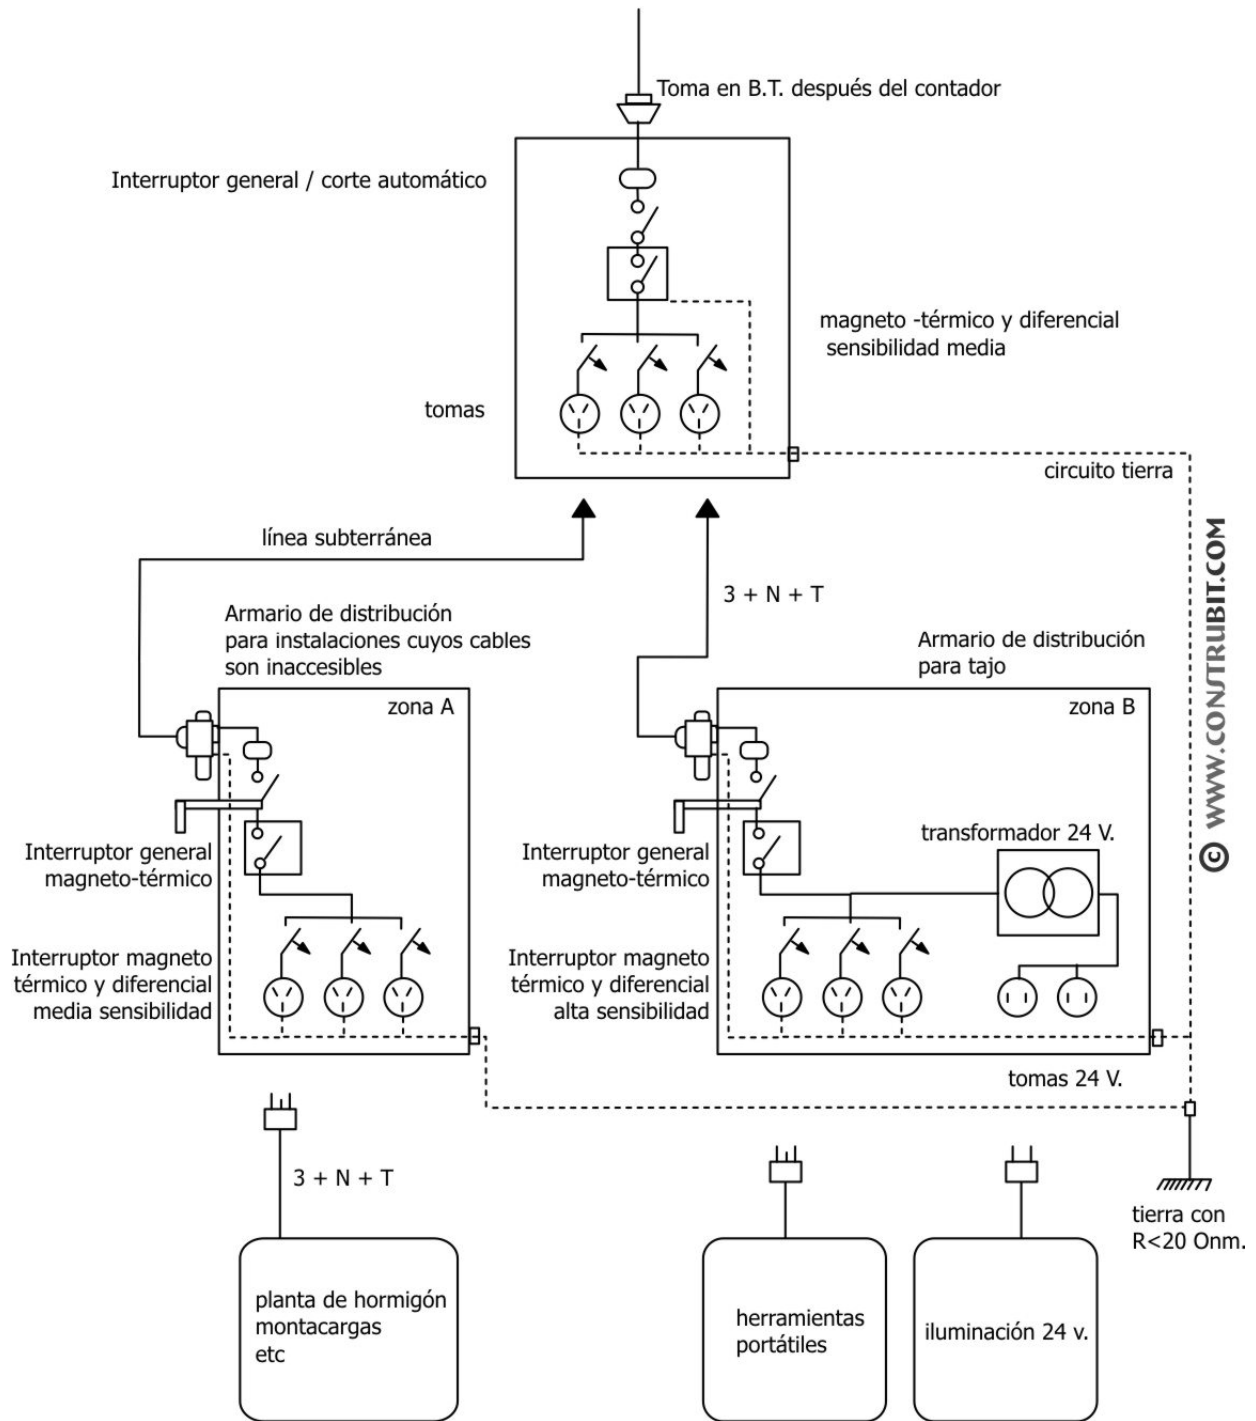 Toma en B.T. después del contador
Interruptor general / corte automático
magneto -térmico y diferencial
sensibilidad media
tomas
circuito tierra
línea subterránea
3 + N + T
Armario de distribución
para instalaciones cuyos cables
son inaccesibles
Armario de distribución
para tajo
zona A
zona B
transformador 24 V.
Interruptor general
magneto-térmico
Interruptor general
magneto-térmico
Interruptor magneto
térmico y diferencial
media sensibilidad
Interruptor magneto
térmico y diferencial
alta sensibilidad
tomas 24 V.
3 + N + T
tierra con
R<20 Onm.
planta de hormigón
montacargas
etc
herramientas
portátiles
iluminación 24 v.
© WWW.CONSTRUBIT.COM